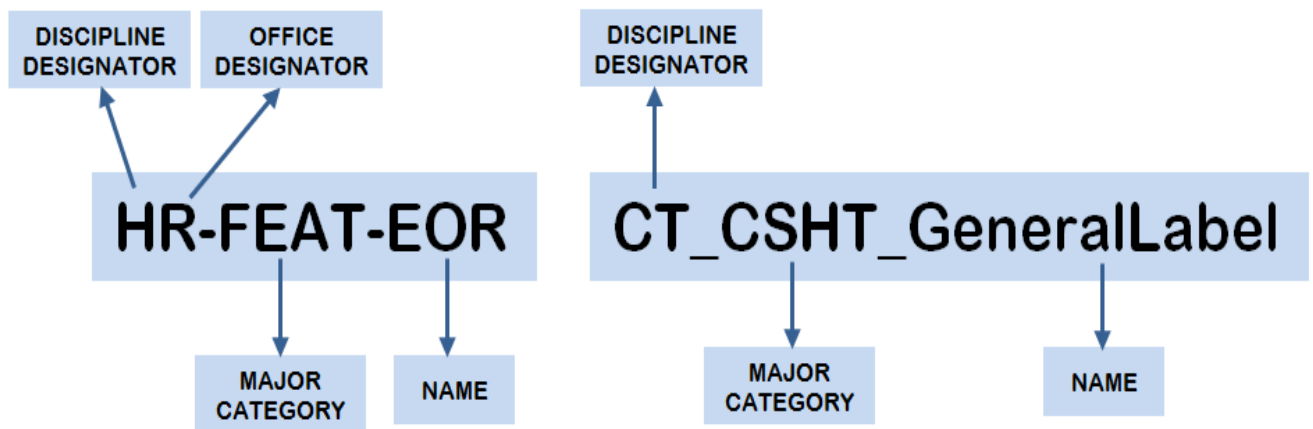 DISCIPLINE
DESIGNATOR
OFFICE
DESIGNATOR
HR-FEAT-EOR
MAJOR
CATEGORY
NAME
DISCIPLINE
DESIGNATOR
CT_CSHT_GeneralLabel
MAJOR
CATEGORY
NAME